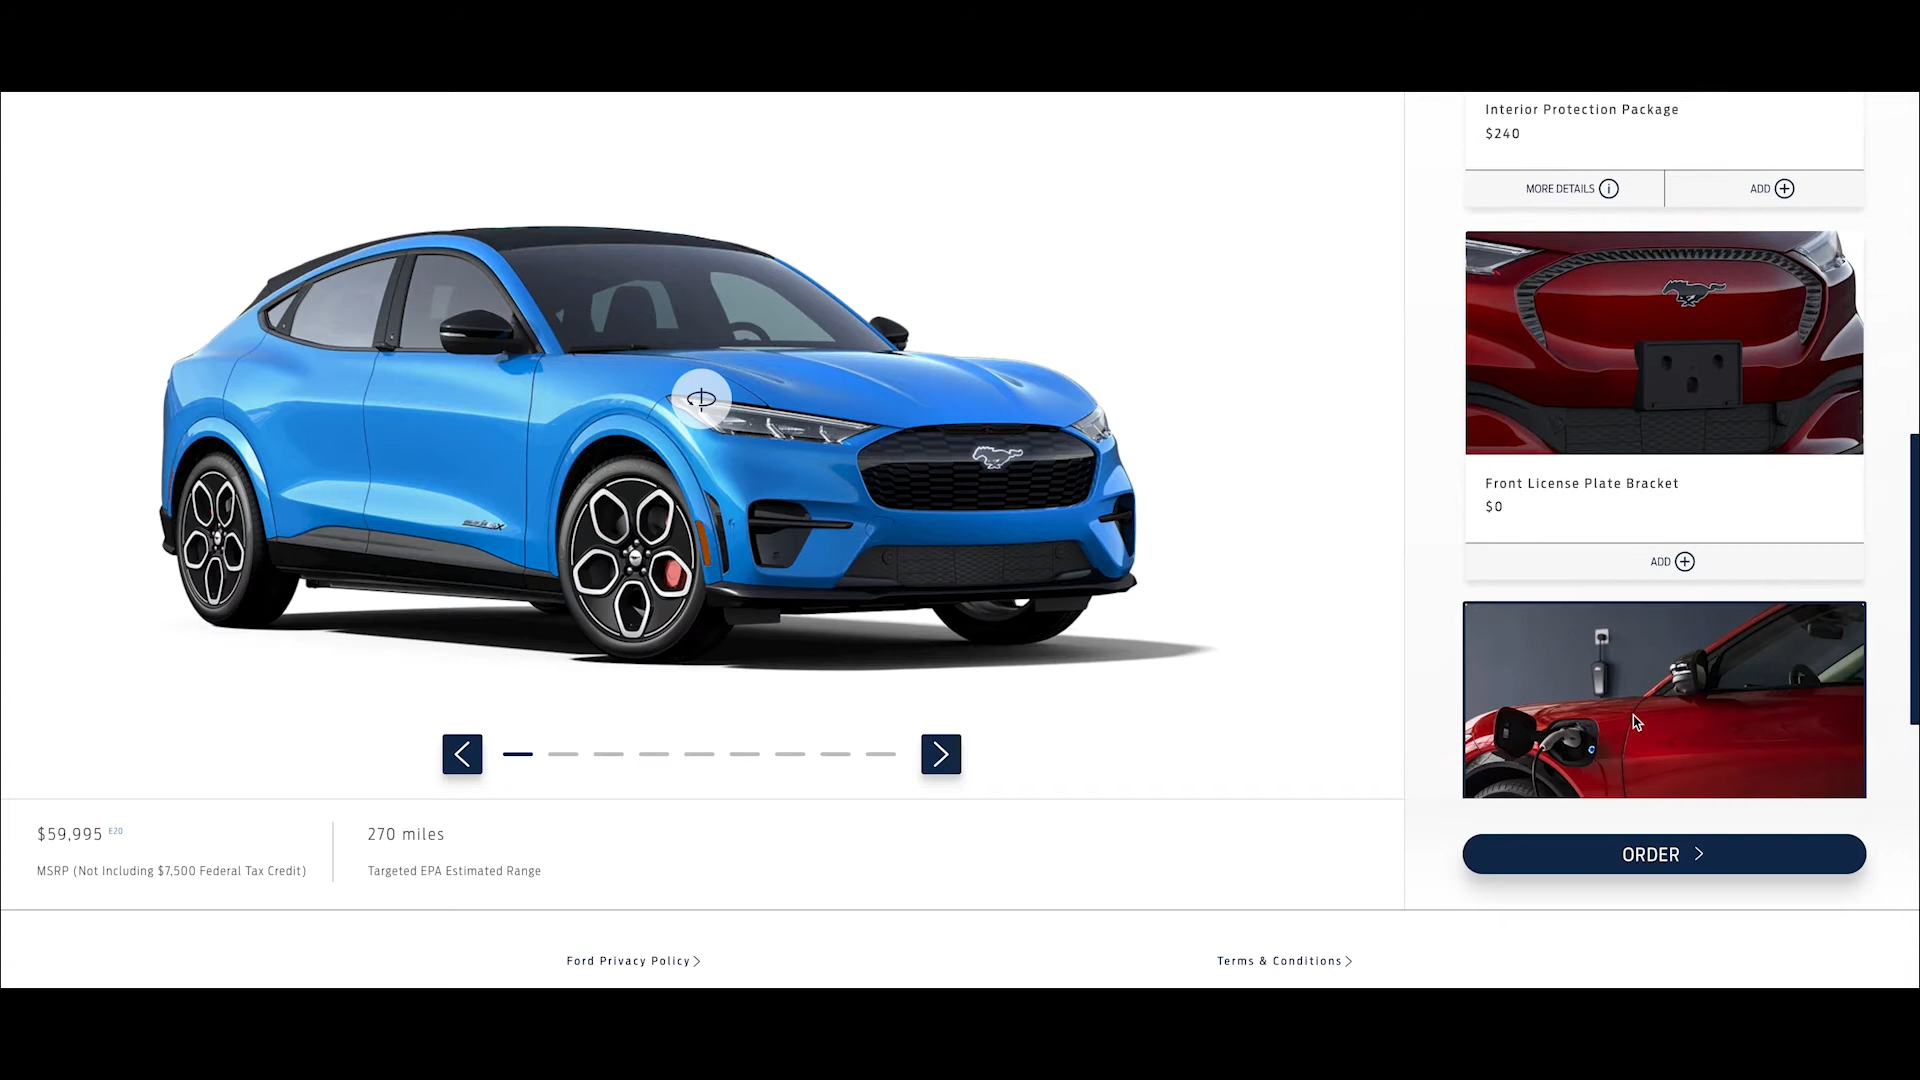 Interior Protection Package
$240
MORE DETAILS
ADD
Front License Plate Bracket
$0
ADD
$59,995 E20
MSRP (Not Including $7,500 Federal Tax Credit)
270 miles
Targeted EPA Estimated Range
ORDER
Ford Privacy Policy
Terms & Conditions